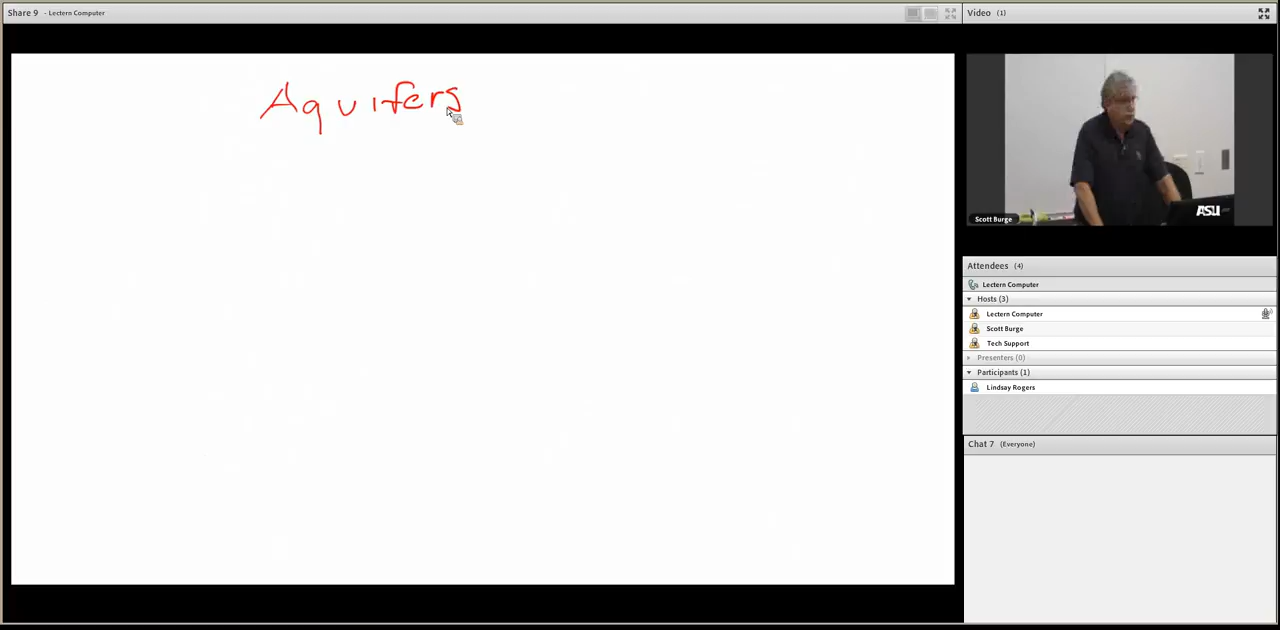 Share 9 - Lectern Computer
Aquifers
Video (1)
Scott Burge
ASU
Attendees (4)
Lectern Computer
Hosts (3)
Lectern Computer
Scott Burge
Tech Support
Presenters (0)
Participants (1)
Lindsay Rogers
Chat 7 (Everyone)